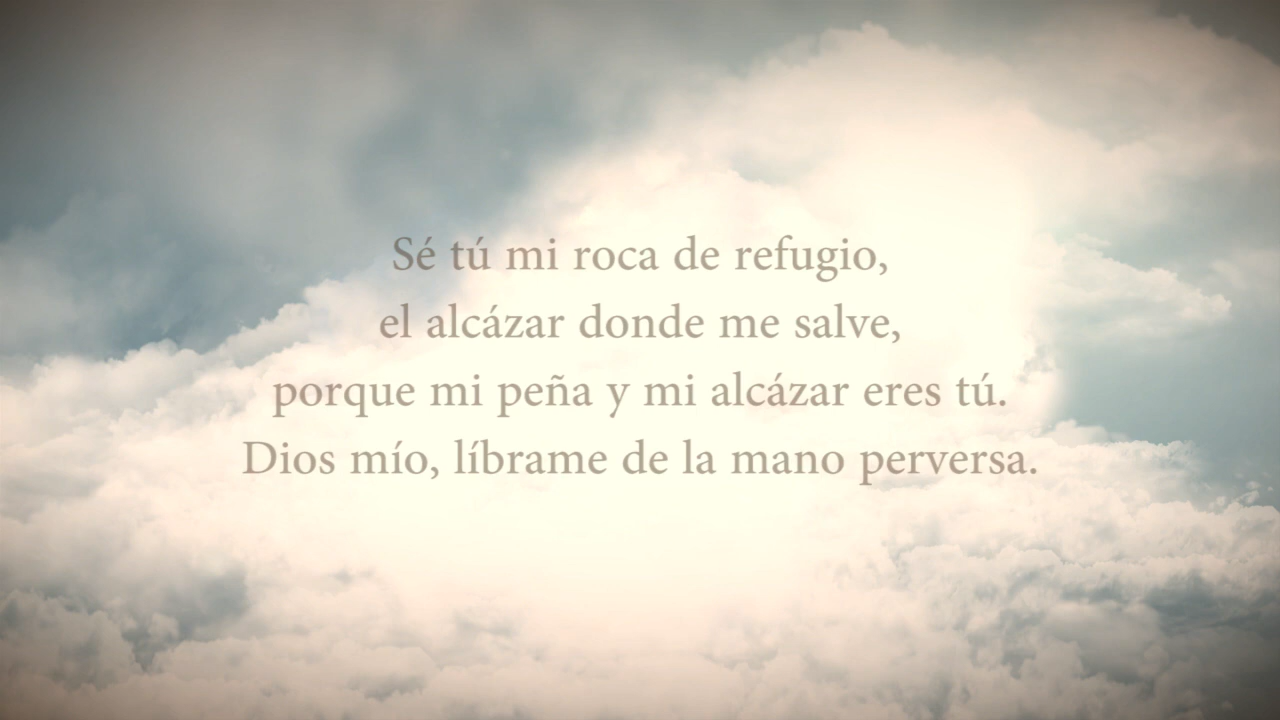 Sé tú mi roca de refugio,
el alcázar donde me salve,
porque mi peña y mi alcázar eres tú.
Dios mío, líbrame de la mano perversa.